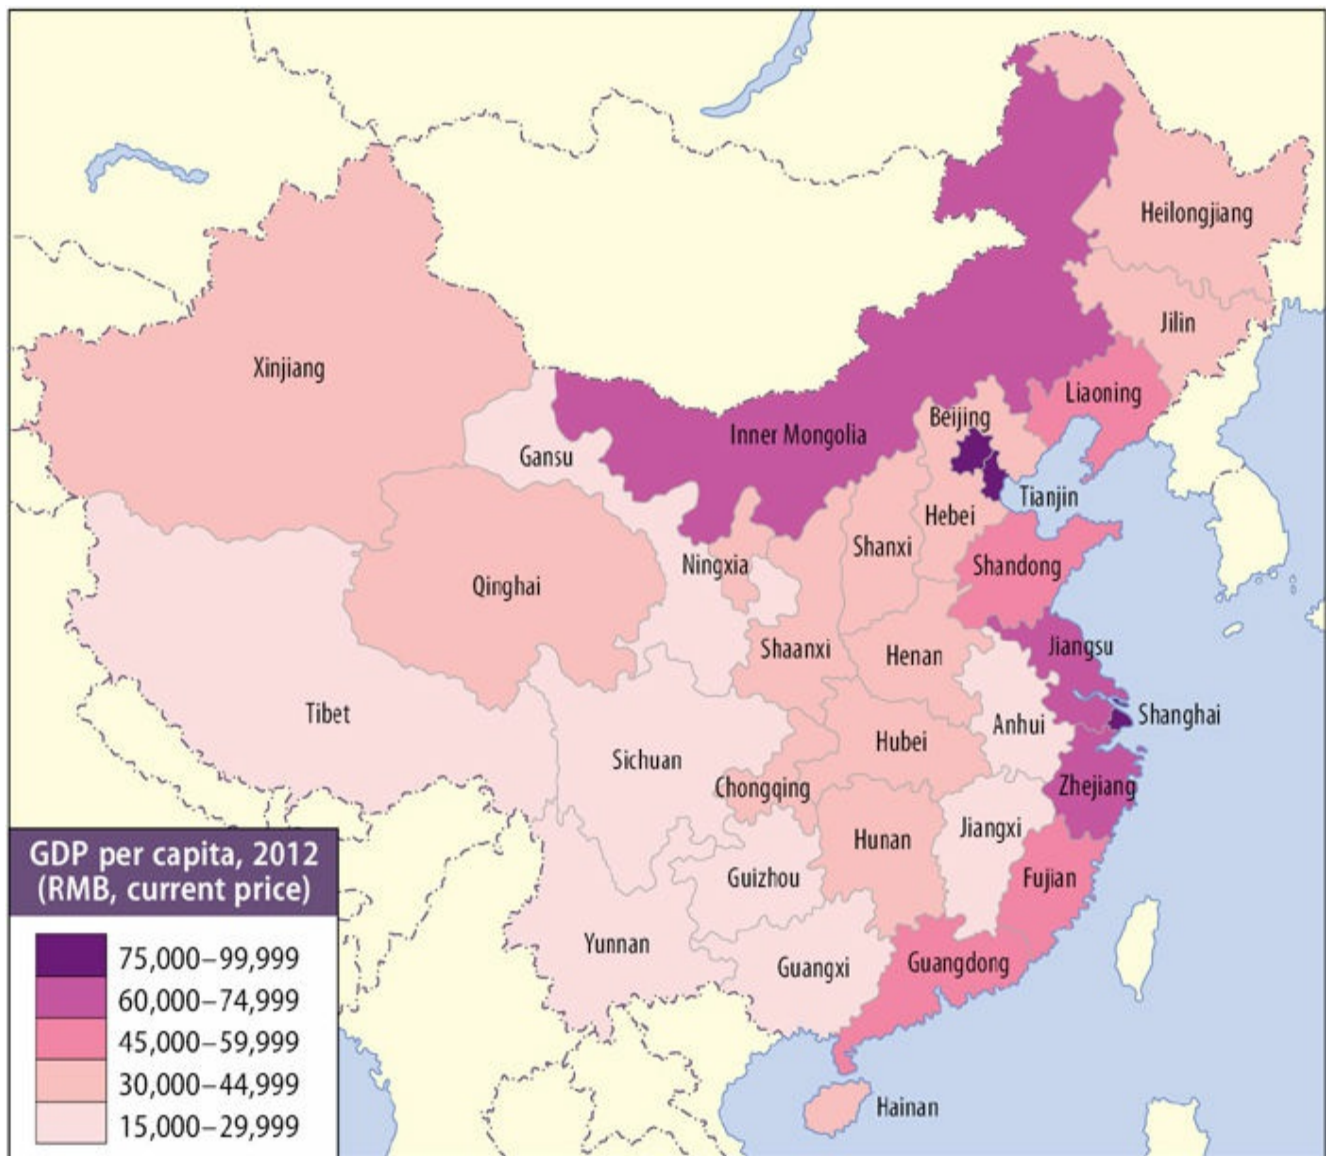 Heilongjiang
Jilin
Xinjiang
Liaoning
Beijing
Inner Mongolia
Gansu
Tianjin
Hebei
Shanxi
Ningxia
Shandong
Qinghai
Shaanxi
Henan
Jiangsu
Tibet
Shanghai
Anhui
Hubei
Sichuan
Chongqing
Zhejiang
Jiangxi
Hunan
Guizhou
Fujian
Yunnan
Guangxi
Guangdong
Hainan
GDP per capita, 2012
(RMB, current price)
75,000–99,999
60,000–74,999
45,000–59,999
30,000–44,999
15,000–29,999